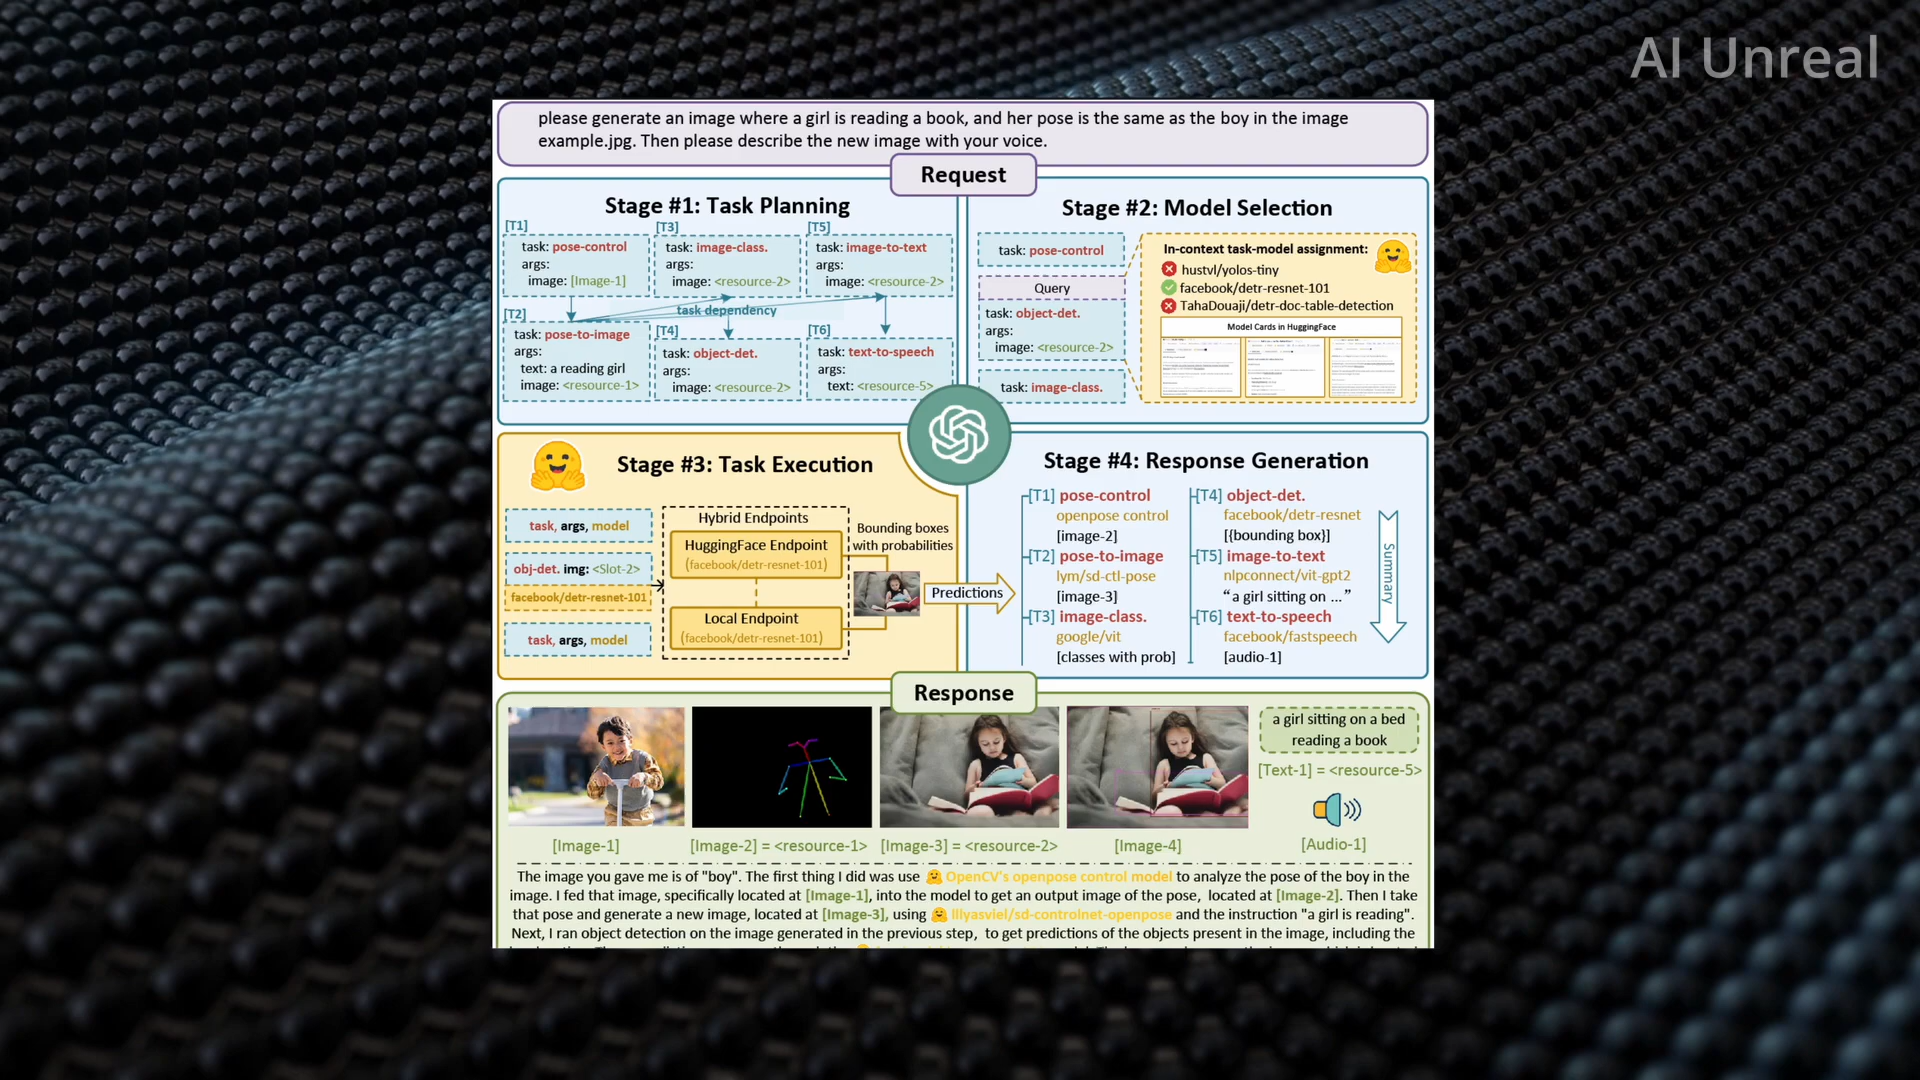 AI Unreal
please generate an image where a girl is reading a book, and her pose is the same as the boy in the image
example.jpg. Then please describe the new image with your voice.
Request
Stage #1: Task Planning
[T1]
task: pose-control
args:
image: [Image-1]
[T3]
task: image-class.
args:
image: <resource-2>
[T5]
task: image-to-text
args:
image: <resource-2>
task dependency
[T2]
task: pose-to-image
args:
text: a reading girl
image: <resource-1>
[T4]
task: object-det.
args:
image: <resource-2>
[T6]
task: text-to-speech
args:
text: <resource-5>
Stage #2: Model Selection
task: pose-control
Query
task: object-det.
args:
image: <resource-2>
task: image-class.
In-context task-model assignment:
hustvl/yolos-tiny
facebook/detr-resnet-101
TahaDouaji/detr-doc-table-detection
Model Cards in HuggingFace
Stage #3: Task Execution
task, args, model
obj-det. img: <Slot-2>
facebook/detr-resnet-101
task, args, model
Hybrid Endpoints
HuggingFace Endpoint
(facebook/detr-resnet-101)
Local Endpoint
(facebook/detr-resnet-101)
Bounding boxes
with probabilities
Predictions
Stage #4: Response Generation
[T1] pose-control
openpose control
[image-2]
[T2] pose-to-image
lym/sd-ctl-pose
[image-3]
[T3] image-class.
google/vit
[classes with prob]
[T4] object-det.
facebook/detr-resnet
[{bounding box}]
[T5] image-to-text
nlpconnect/vit-gpt2
“a girl sitting on ...”
[T6] text-to-speech
facebook/fastspeech
[audio-1]
Summary
Response
a girl sitting on a bed
reading a book
[Text-1] = <resource-5>
[Image-1]
[Image-2] = <resource-1>
[Image-3] = <resource-2>
[Image-4]
[Audio-1]
The image you gave me is of "boy". The first thing I did was use OpenCV's openpose control model to analyze the pose of the boy in the
image. I fed that image, specifically located at [Image-1], into the model to get an output image of the pose, located at [Image-2]. Then I take
that pose and generate a new image, located at [Image-3], using lllyasviel/sd-controlnet-openpose and the instruction "a girl is reading".
Next, I ran object detection on the image generated in the previous step, to get predictions of the objects present in the image, including the